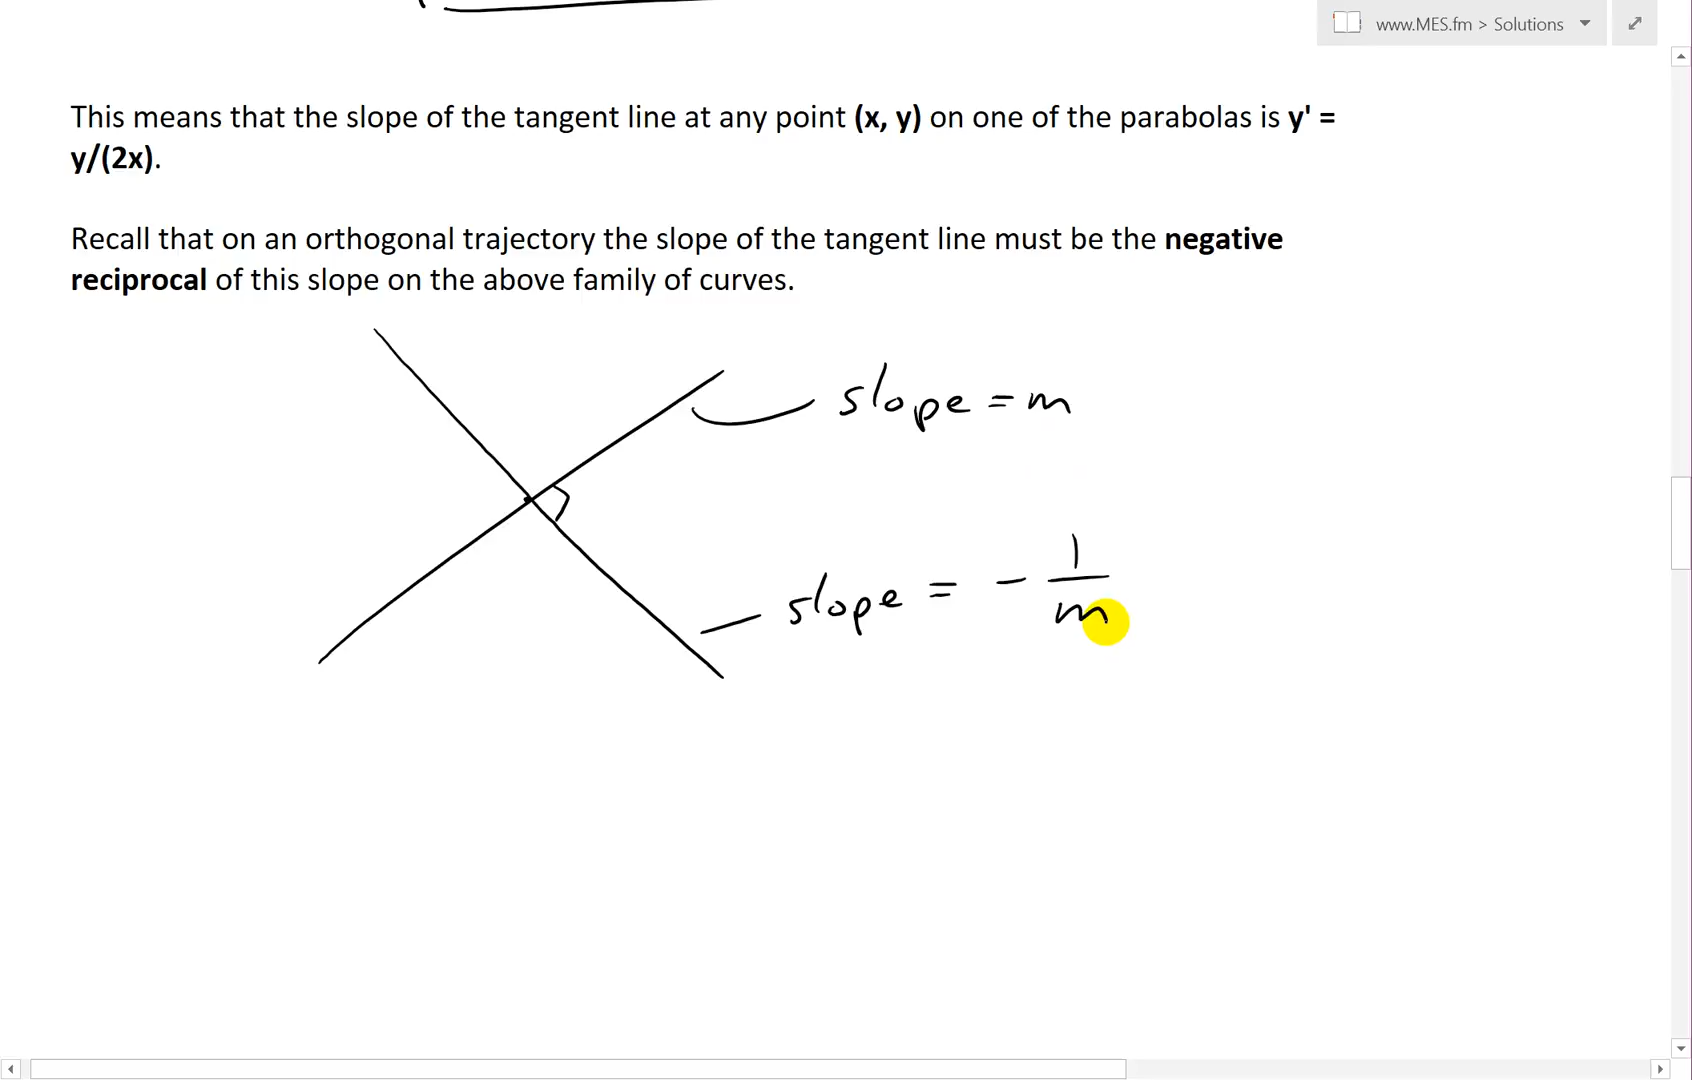 www.MES.fm > Solutions
This means that the slope of the tangent line at any point (x, y) on one of the parabolas is y' =
y/(2x).
Recall that on an orthogonal trajectory the slope of the tangent line must be the negative
reciprocal of this slope on the above family of curves.
slope = m
slope = - 1/m